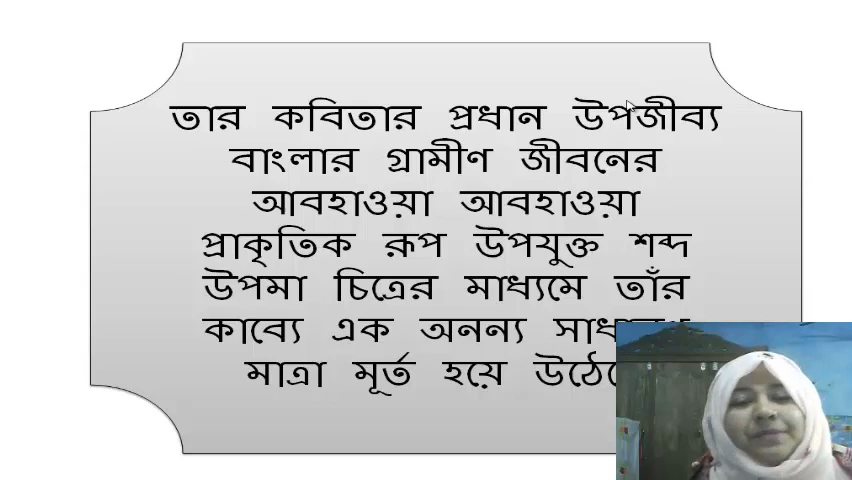 তার কবিতার প্রধান উপজীব্য
বাংলার গ্রামীণ জীবনের
আবহাওয়া আবহাওয়া
প্রাকৃতিক রূপ উপযুক্ত শব্দ
উপমা চিত্রের মাধ্যমে তাঁর
কাব্যে এক অনন্য
মাত্রা মূর্ত হয়ে